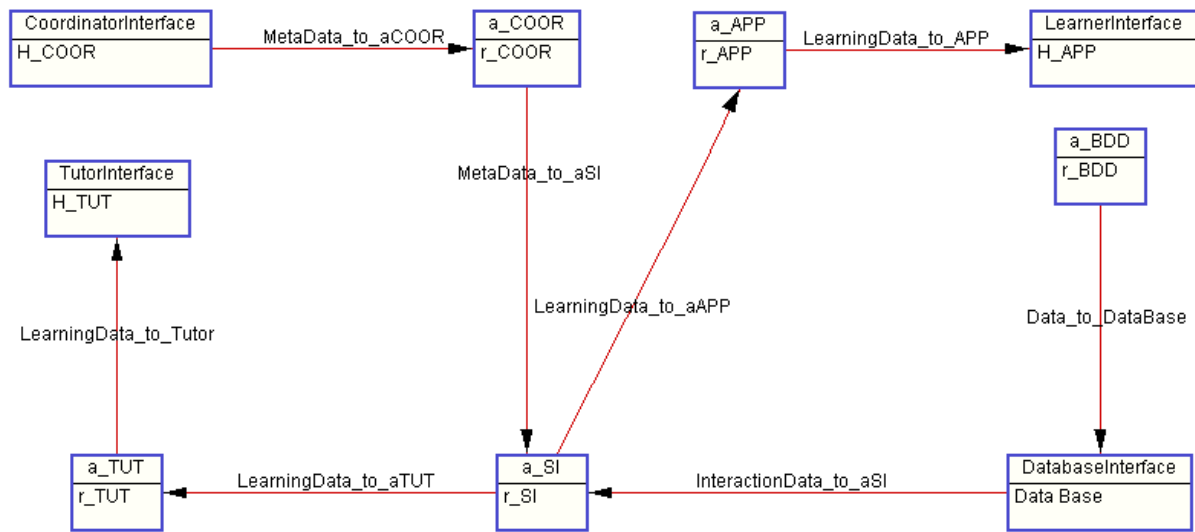 CoordinatorInterface
H_COOR
MetaData_to_aCOOR
a_COOR
r_COOR
a_APP
r_APP
LearningData_to_APP
LearnerInterface
H_APP
a_BDD
r_BDD
TutorInterface
H_TUT
MetaData_to_aSI
LearningData_to_aAPP
Data_to_DataBase
LearningData_to_Tutor
a_TUT
r_TUT
LearningData_to_aTUT
a_SI
r_SI
InteractionData_to_aSI
DatabaseInterface
Data Base